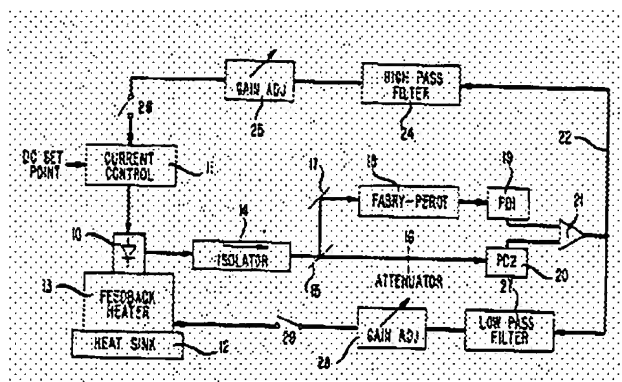 GAIN ADJ
25
HIGH PASS
FILTER
24
26
22
DC SET
POINT
CURRENT
CONTROL
11
17
18
FABRY-PEROT
19
21
10
14
ISOLATOR
15
16
ATTENUATOR
PD2
20
13
FEEDBACK
HEATER
HEAT SINK
12
29
GAIN ADJ
28
27
LOW PASS
FILTER